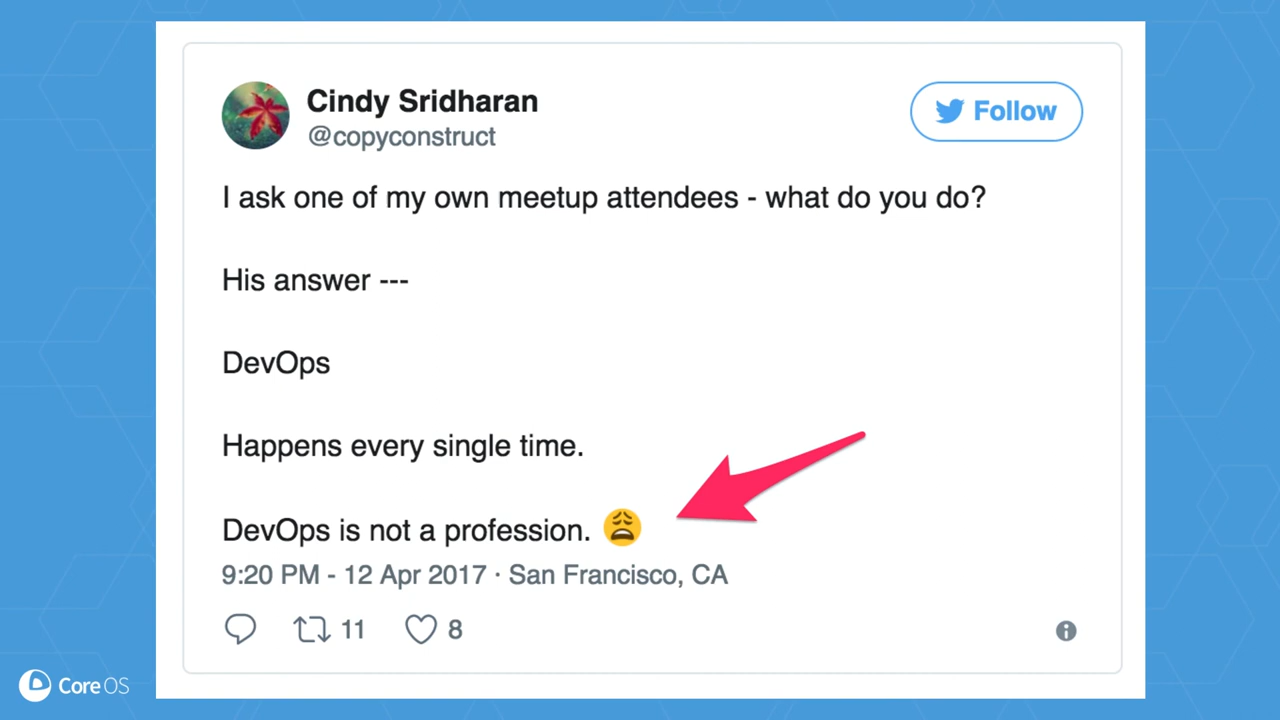 Cindy Sridharan
@copyconstruct
Follow
I ask one of my own meetup attendees - what do you do?
His answer ---
DevOps
Happens every single time.
DevOps is not a profession. 😩
9:20 PM - 12 Apr 2017 · San Francisco, CA
11
8
CoreOS